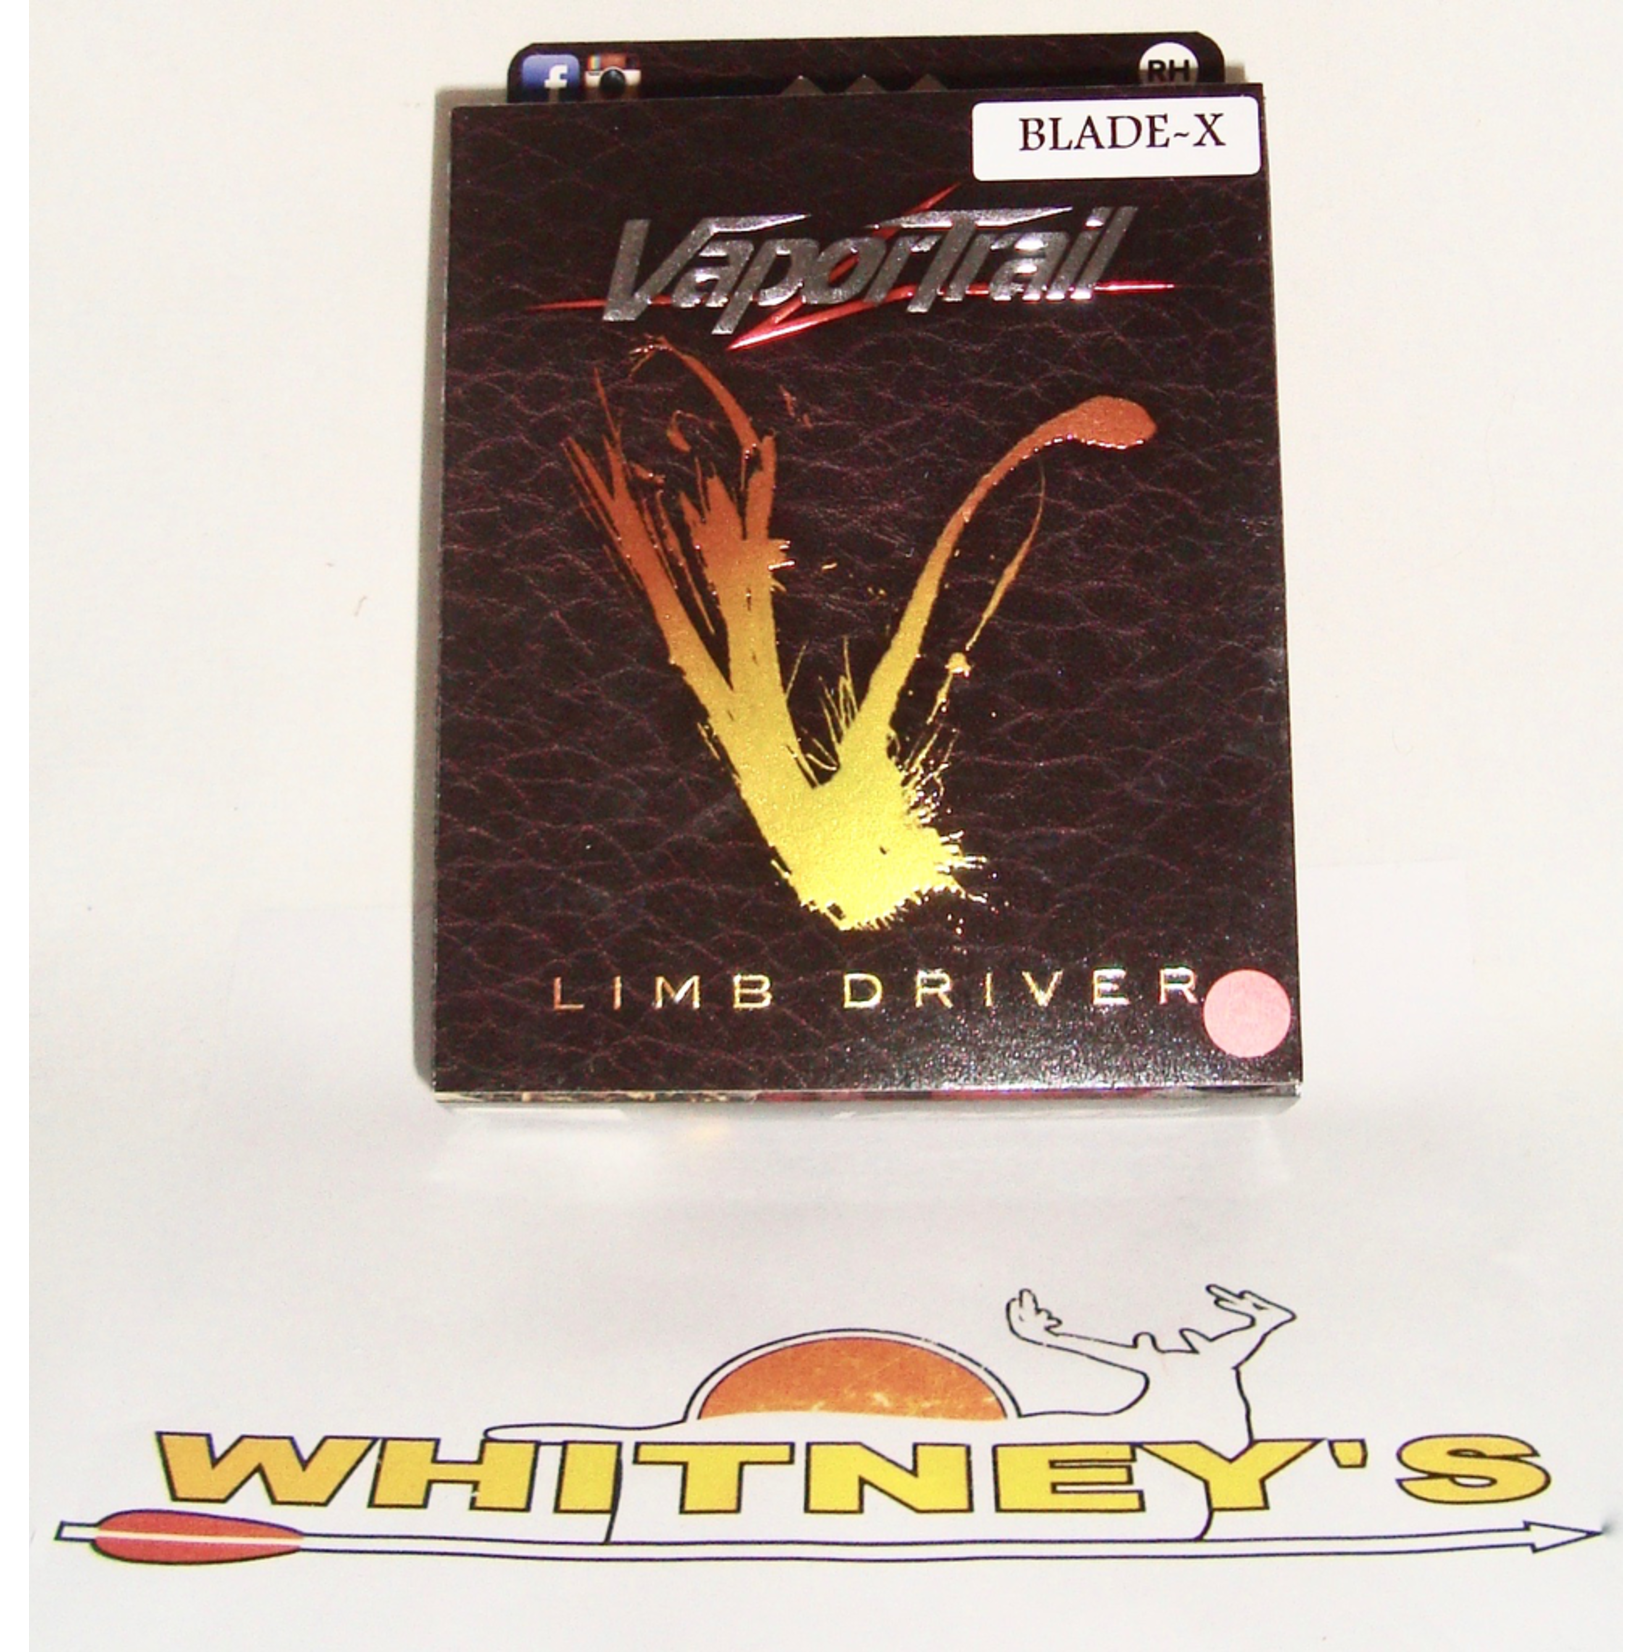 f
RH
BLADE~X
VaporTrail
LIMB DRIVER
WHITNEY'S